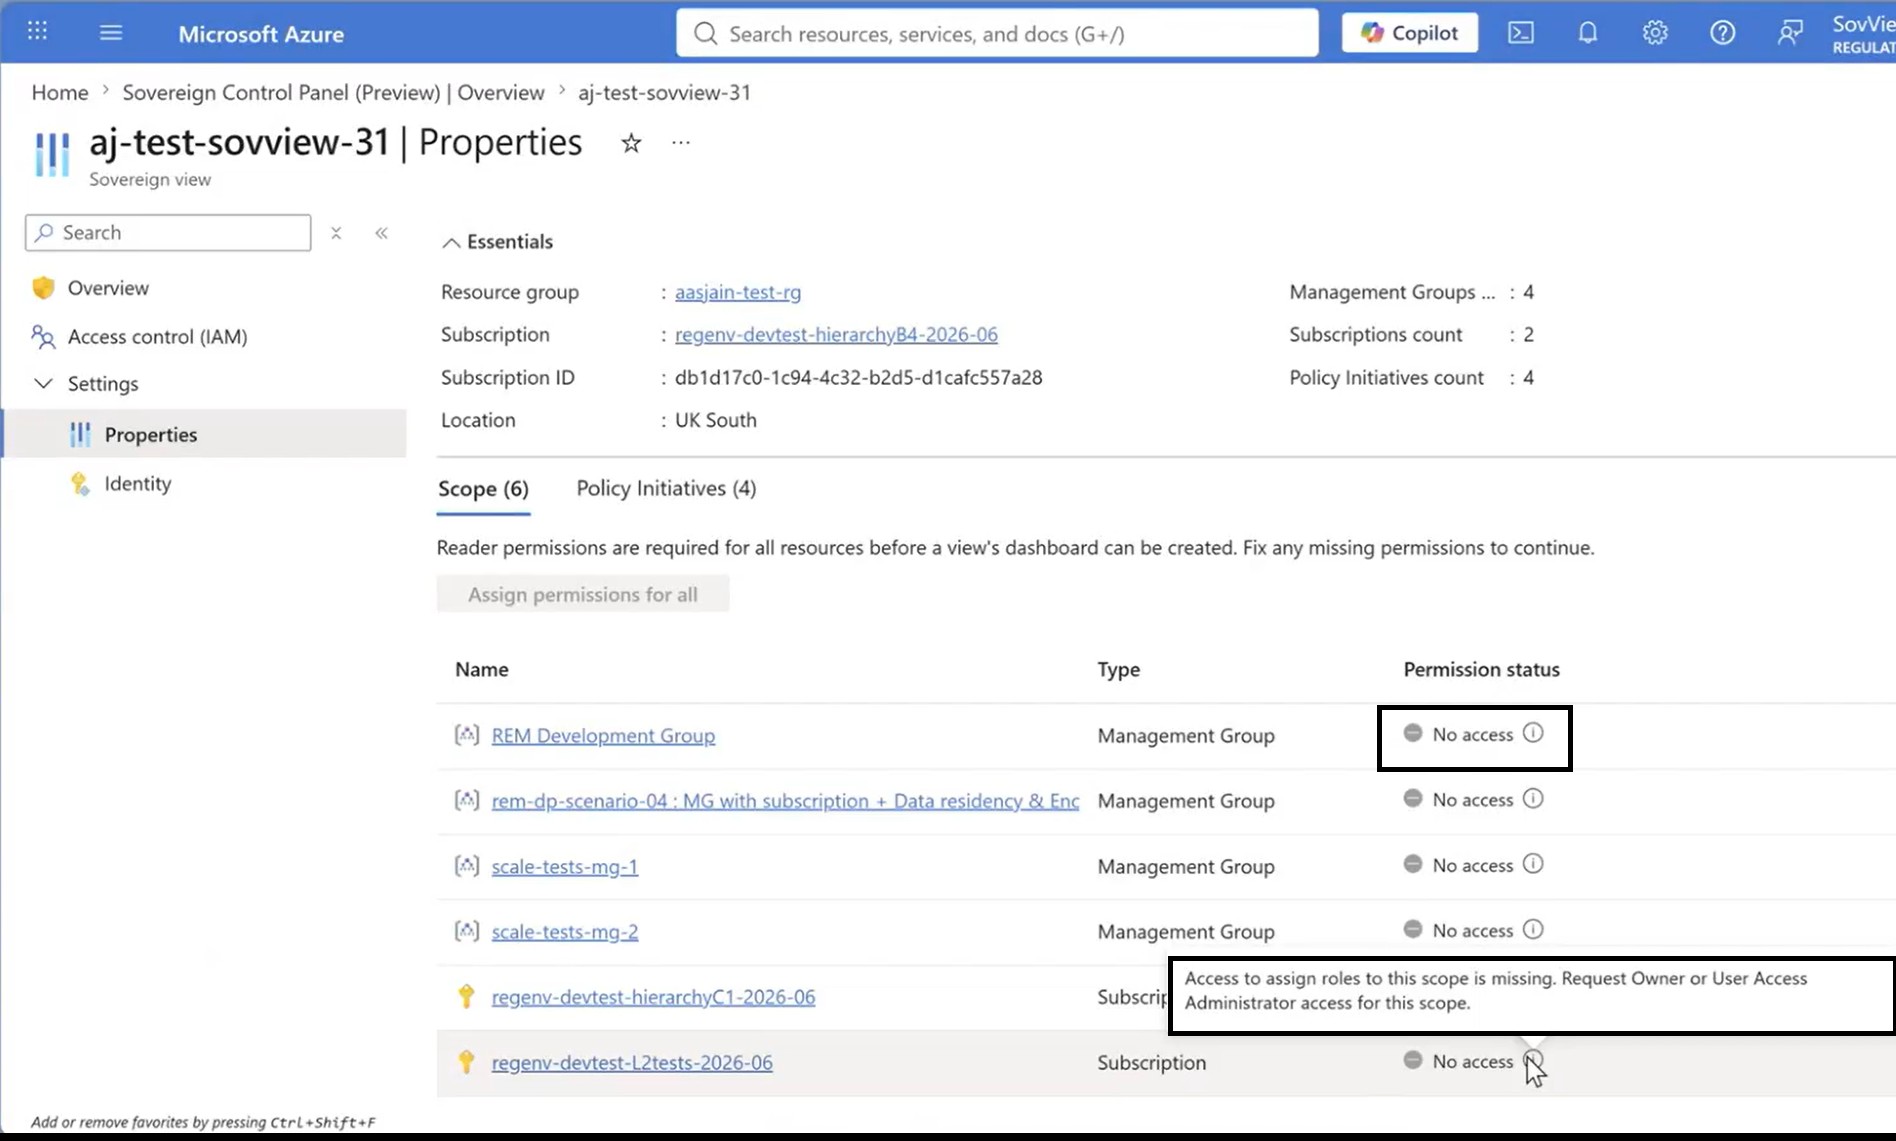 Microsoft Azure
Search resources, services, and docs (G+/)
Copilot
SovVie
REGULAT
Home > Sovereign Control Panel (Preview) | Overview > aj-test-sovview-31
aj-test-sovview-31 | Properties
Sovereign view
Search
Overview
Access control (IAM)
Settings
Properties
Identity
Essentials
Resource group : aasjain-test-rg
Subscription : regenv-devtest-hierarchyB4-2026-06
Subscription ID : db1d17c0-1c94-4c32-b2d5-d1cafc557a28
Location : UK South
Management Groups ... : 4
Subscriptions count : 2
Policy Initiatives count : 4
Scope (6) Policy Initiatives (4)
Reader permissions are required for all resources before a view's dashboard can be created. Fix any missing permissions to continue.
Assign permissions for all
Name Type Permission status
REM Development Group Management Group No access
rem-dp-scenario-04 : MG with subscription + Data residency & Enc Management Group No access
scale-tests-mg-1 Management Group No access
scale-tests-mg-2 Management Group No access
regenv-devtest-hierarchyC1-2026-06 Subscrip
Access to assign roles to this scope is missing. Request Owner or User Access
Administrator access for this scope.
regenv-devtest-L2tests-2026-06 Subscription No access
Add or remove favorites by pressing Ctrl+Shift+F